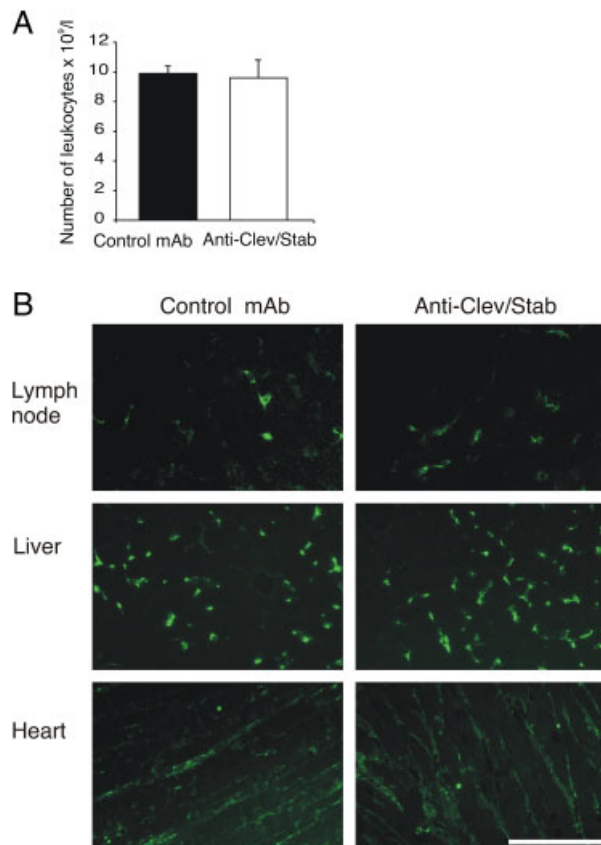 A
Number of leukocytes x 10⁹/l
12
10
8
6
4
2
0
Control mAb Anti-Clev/Stab
B
Control mAb Anti-Clev/Stab
Lymph
node
Liver
Heart